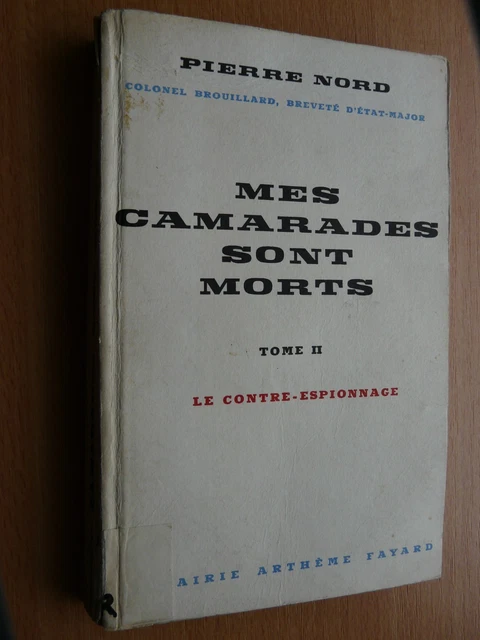 PIERRE NORD
COLONEL BROUILLARD, BREVETÉ D'ÉTAT-MAJOR
MES
CAMARADES
SONT
MORTS
TOME II
LE CONTRE-ESPIONNAGE
AIRIE ARTHÈME FAYARD
R